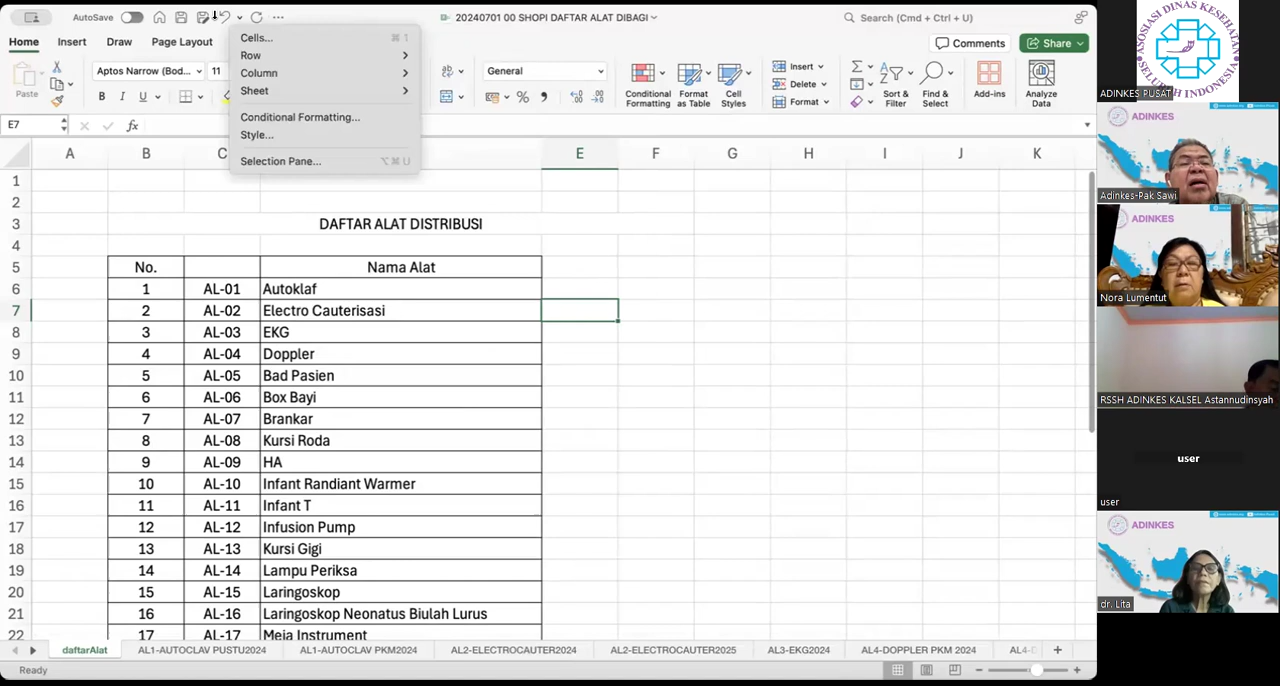 AutoSave
20240701 00 SHOPI DAFTAR ALAT DIBAGI
Search (Cmd + Ctrl + U)
Home Insert Draw Page Layout
Comments Share
Cells... ⌘ 1
Row
Column
Sheet
Conditional Formatting...
Style...
Selection Pane... ⌥⌘U
Paste
Aptos Narrow (Bod... 11
B I U
General
Conditional Formatting
Format as Table
Cell Styles
Insert
Delete
Format
Sort & Filter
Find & Select
Add-ins
Analyze Data
E7 fx
A B C E F G H I J K
1
2
3 DAFTAR ALAT DISTRIBUSI
4
5 No. Nama Alat
6 1 AL-01 Autoklaf
7 2 AL-02 Electro Cauterisasi
8 3 AL-03 EKG
9 4 AL-04 Doppler
10 5 AL-05 Bad Pasien
11 6 AL-06 Box Bayi
12 7 AL-07 Brankar
13 8 AL-08 Kursi Roda
14 9 AL-09 HA
15 10 AL-10 Infant Randiant Warmer
16 11 AL-11 Infant T
17 12 AL-12 Infusion Pump
18 13 AL-13 Kursi Gigi
19 14 AL-14 Lampu Periksa
20 15 AL-15 Laringoskop
21 16 AL-16 Laringoskop Neonatus Biulah Lurus
22 17 AL-17 Meja Instrument
daftarAlat AL1-AUTOCLAV PUSTU2024 AL1-AUTOCLAV PKM2024 AL2-ELECTROCAUTER2024 AL2-ELECTROCAUTER2025 AL3-EKG2024 AL4-DOPPLER PKM 2024 AL4-D
Ready
ASOSIASI DINAS KESEHATAN SELURUH INDONESIA
ADINKES PUSAT
ADINKES
Adinkes-Pak Sawi
ADINKES
Nora Lumentut
RSSH ADINKES KALSEL Astannudinsyah
user
user
ADINKES
dr. Lita